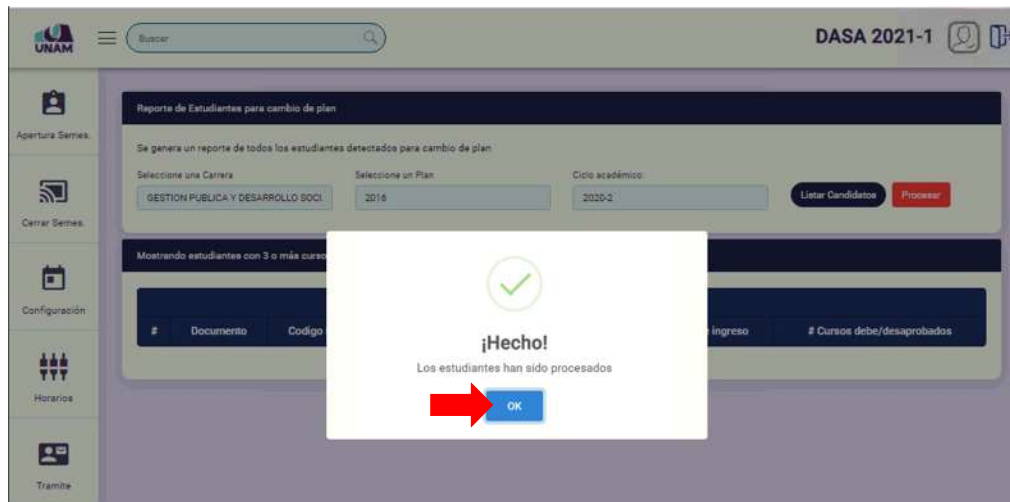 UNAM
Buscar
DASA 2021-1
Apertura Semes.
Cerrar Semes.
Configuración
Horarios
Tramite
Reporte de Estudiantes para cambio de plan
Se genera un reporte de todos los estudiantes detectados para cambio de plan
Seleccione una Carrera
Seleccione un Plan
Ciclo académico:
GESTION PUBLICA Y DESARROLLO SOCI.
2016
2020-2
Listar Candidatos
Procesar
Mostrando estudiantes con 3 o más curso
# Documento Codigo ingreso # Cursos debe/desaprobados
¡Hecho!
Los estudiantes han sido procesados
OK